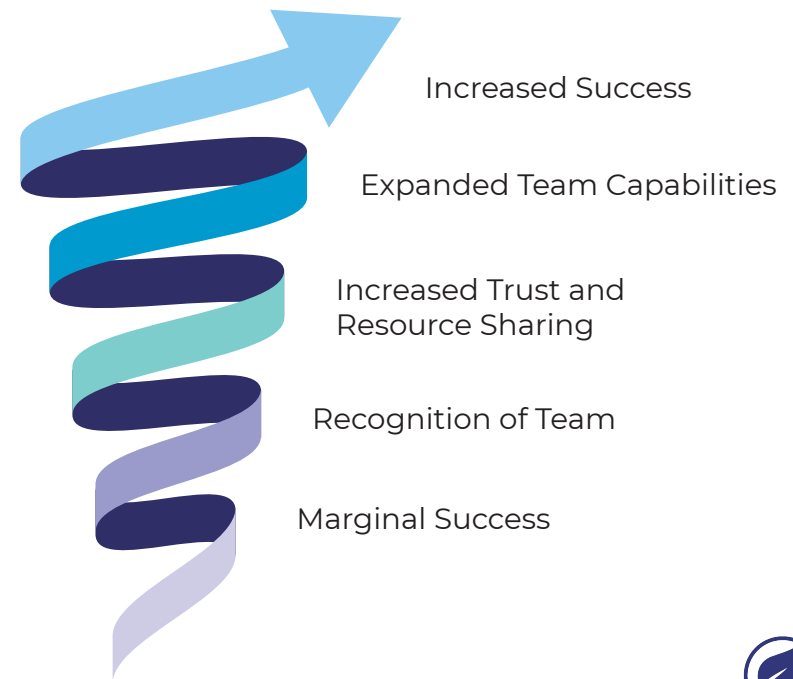 Increased Success
Expanded Team Capabilities
Increased Trust and
Resource Sharing
Recognition of Team
Marginal Success